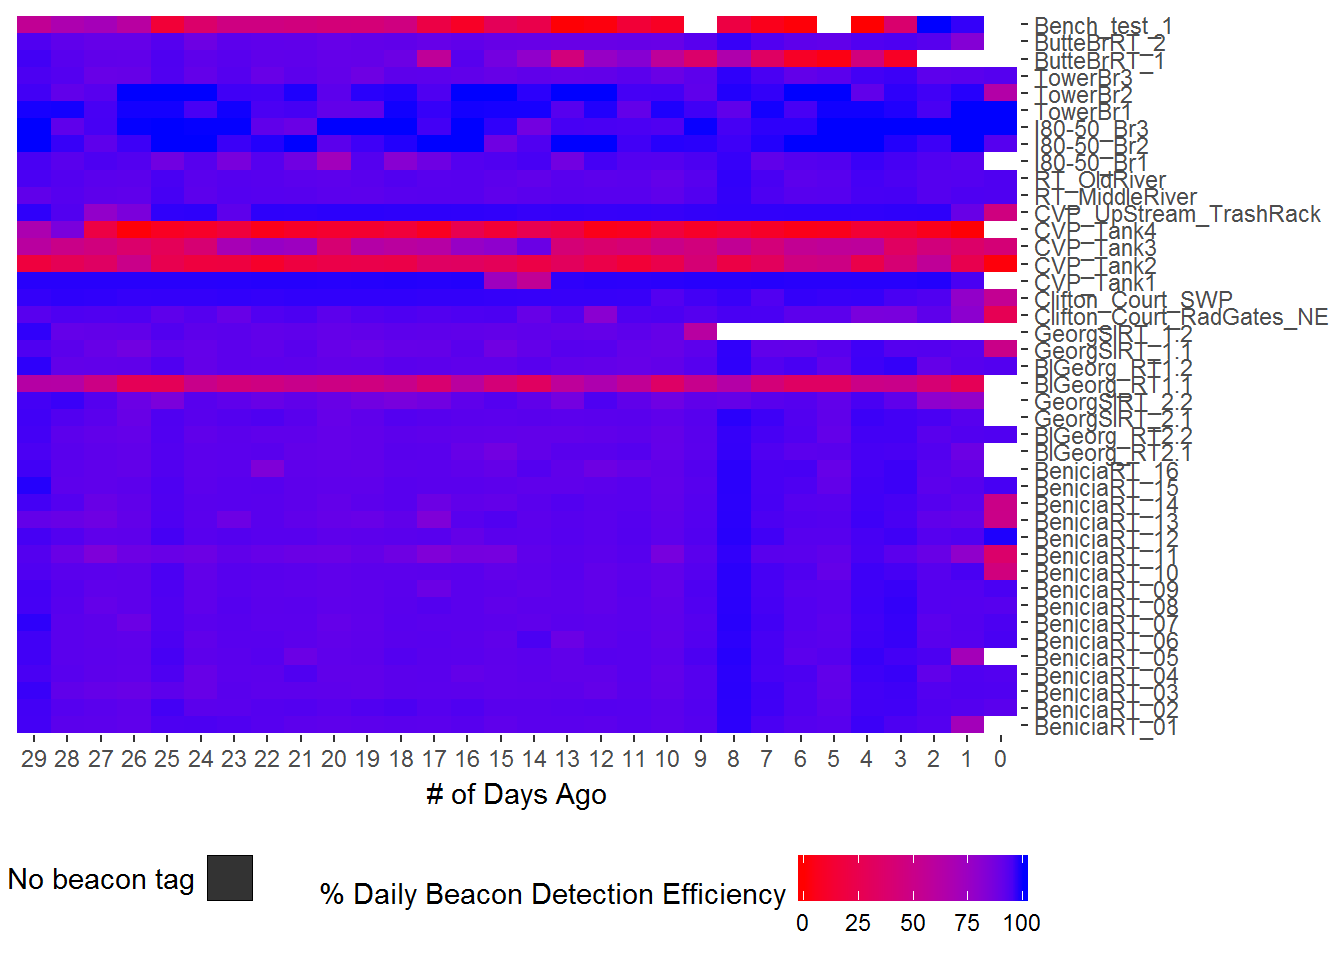 Bench_test_1
ButteBrRT_2
ButteBrRT_1
TowerBr3
TowerBr2
TowerBr1
I80-50_Br3
I80-50_Br2
I80-50_Br1
RT_OldRiver
RT_MiddleRiver
CVP_UpStream_TrashRack
CVP_Tank4
CVP_Tank3
CVP_Tank2
CVP_Tank1
Clifton_Court_SWP
Clifton_Court_RadGates_NE
GeorgSlRT_1.2
GeorgSlRT_1.1
BlGeorg_RT1.2
BlGeorg_RT1.1
GeorgSlRT_2.2
GeorgSlRT_2.1
BlGeorg_RT2.2
BlGeorg_RT2.1
BeniciaRT_16
BeniciaRT_15
BeniciaRT_14
BeniciaRT_13
BeniciaRT_12
BeniciaRT_11
BeniciaRT_10
BeniciaRT_09
BeniciaRT_08
BeniciaRT_07
BeniciaRT_06
BeniciaRT_05
BeniciaRT_04
BeniciaRT_03
BeniciaRT_02
BeniciaRT_01
29 28 27 26 25 24 23 22 21 20 19 18 17 16 15 14 13 12 11 10 9 8 7 6 5 4 3 2 1 0
# of Days Ago
No beacon tag
% Daily Beacon Detection Efficiency
0 25 50 75 100